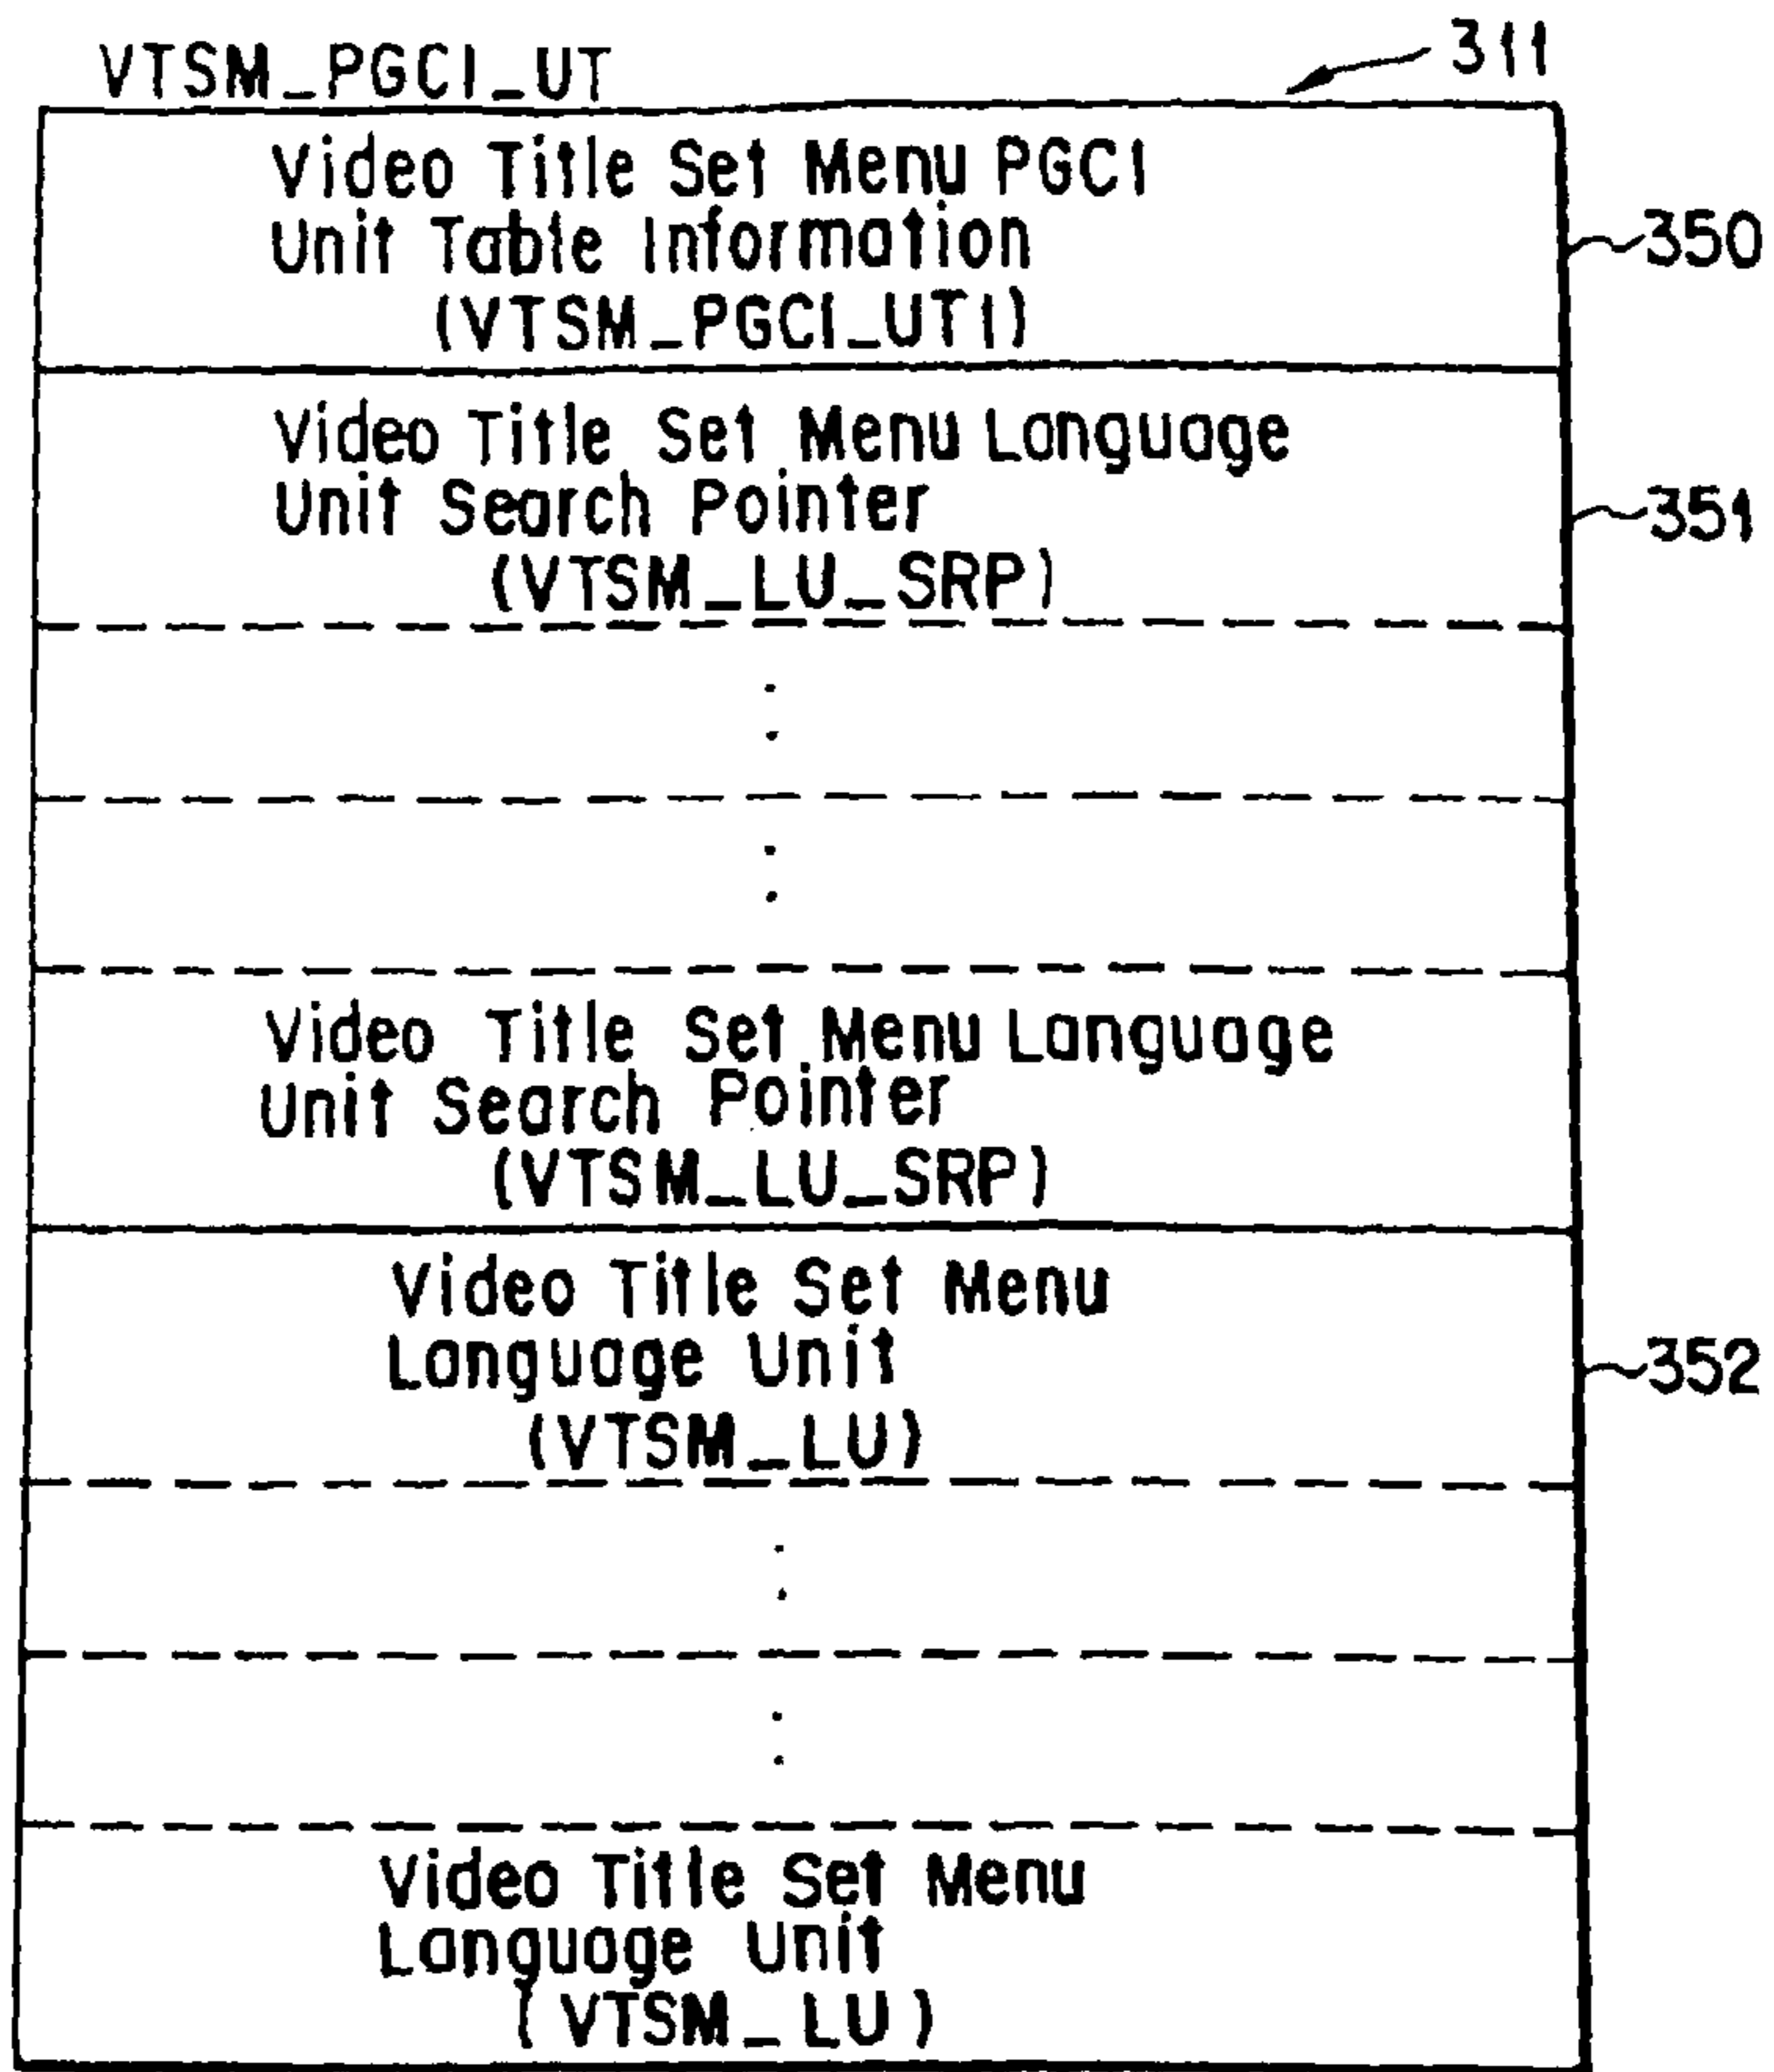 VTSM_PGCI_UT
311
Video Title Set Menu PGCI
Unit Table Information
(VTSM_PGCI_UTI)
350
Video Title Set Menu Language
Unit Search Pointer
(VTSM_LU_SRP)
351
Video Title Set Menu Language
Unit Search Pointer
(VTSM_LU_SRP)
Video Title Set Menu
Language Unit
(VTSM_LU)
352
Video Title Set Menu
Language Unit
(VTSM_LU)